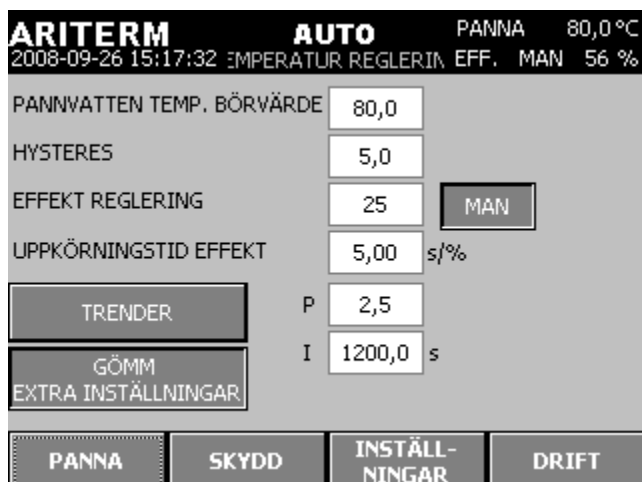 ARITERM AUTO PANNA 80,0 °C
2008-09-26 15:17:32 EMPERATUR REGLERIN EFF. MAN 56 %
PANNVATTEN TEMP. BÖRVÄRDE 80,0
HYSTERES 5,0
EFFEKT REGLERING 25 MAN
UPPKÖRNINGSTID EFFEKT 5,00 s/%
TRENDER P 2,5
I 1200,0 s
GÖMM
EXTRA INSTÄLLNINGAR
PANNA SKYDD INSTÄLL-
NINGAR DRIFT